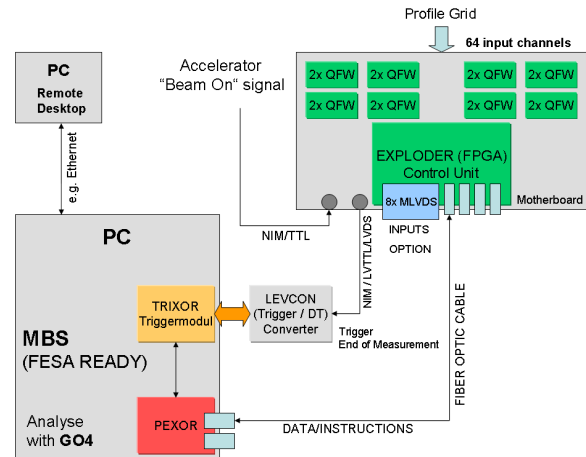 Profile Grid
64 input channels
Accelerator
“Beam On“ signal
PC
Remote
Desktop
2x QFW
2x QFW
2x QFW
2x QFW
2x QFW
2x QFW
2x QFW
2x QFW
EXPLODER (FPGA)
Control Unit
8x MLVDS
Motherboard
INPUTS
OPTION
e.g. Ethernet
NIM/TTL
NIM / LVTTL/LVDS
FIBER OPTIC CABLE
PC
TRIXOR
Triggermodul
LEVCON
(Trigger / DT)
Converter
Trigger
End of Measurement
MBS
(FESA READY)
Analyse
with GO4
PEXOR
DATA/INSTRUCTIONS